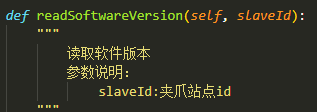 def readSoftwareVersion(self, slaveId):
"""
读取软件版本
参数说明：
slaveId:夹爪站点id
"""